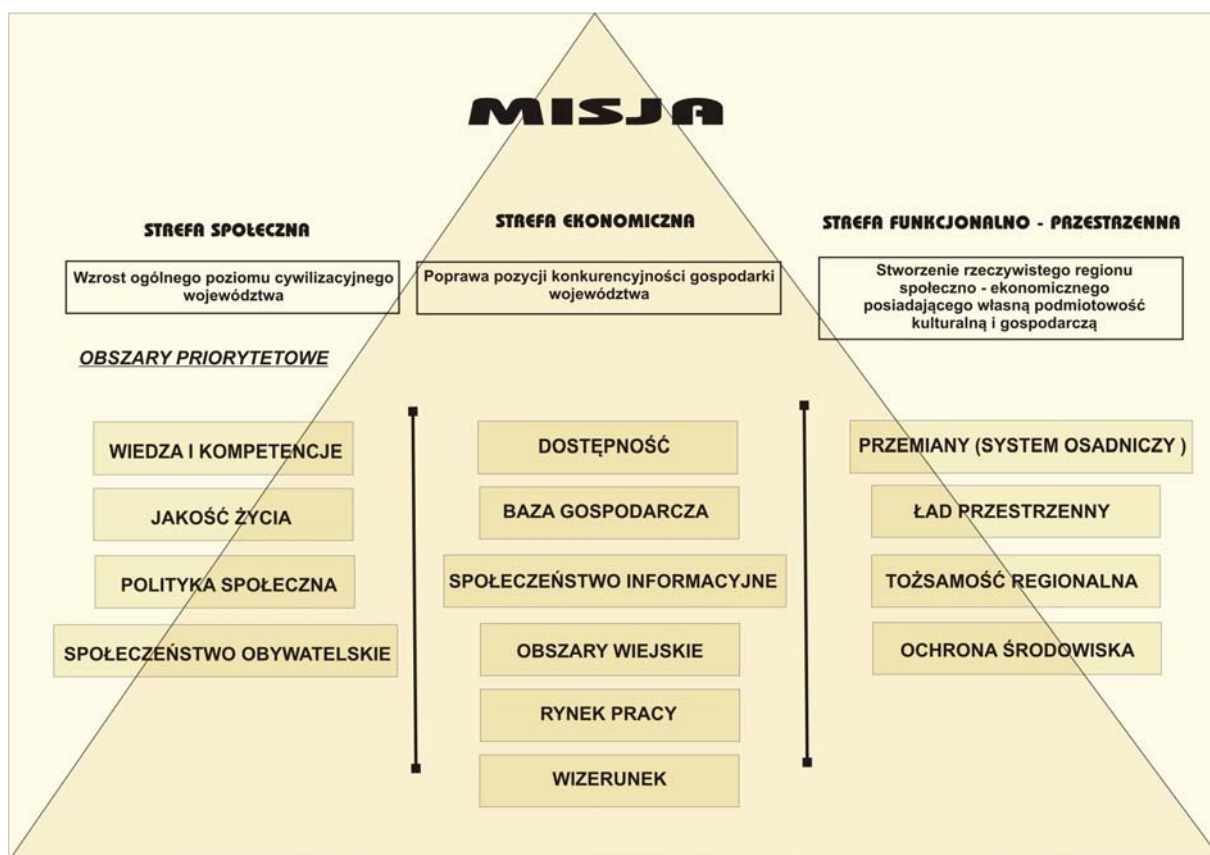 MISJA
STREFA SPOŁECZNA
Wzrost ogólnego poziomu cywilizacyjnego
województwa
OBSZARY PRIORYTETOWE
WIEDZA I KOMPETENCJE
JAKOŚĆ ŻYCIA
POLITYKA SPOŁECZNA
SPOŁECZEŃSTWO OBYWATELSKIE
STREFA EKONOMICZNA
Poprawa pozycji konkurencyjności gospodarki
województwa
DOSTĘPNOŚĆ
BAZA GOSPODARCZA
SPOŁECZEŃSTWO INFORMACYJNE
OBSZARY WIEJSKIE
RYNEK PRACY
WIZERUNEK
STREFA FUNKCJONALNO - PRZESTRZENNA
Stworzenie rzeczywistego regionu
społeczno - ekonomicznego
posiadającego własną podmiotowość
kulturalną i gospodarczą
PRZEMIANY (SYSTEM OSADNICZY )
ŁAD PRZESTRZENNY
TOŻSAMOŚĆ REGIONALNA
OCHRONA ŚRODOWISKA